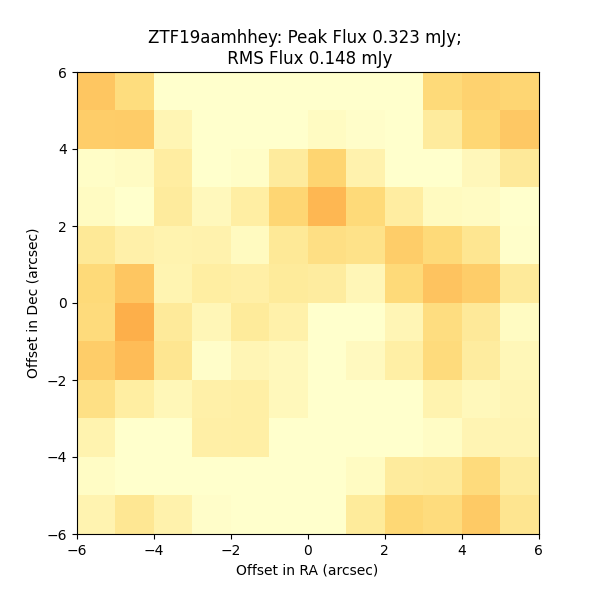 ZTF19aamhhey: Peak Flux 0.323 mJy;
RMS Flux 0.148 mJy
6
4
2
0
−2
−4
−6
Offset in Dec (arcsec)
−6 −4 −2 0 2 4 6
Offset in RA (arcsec)